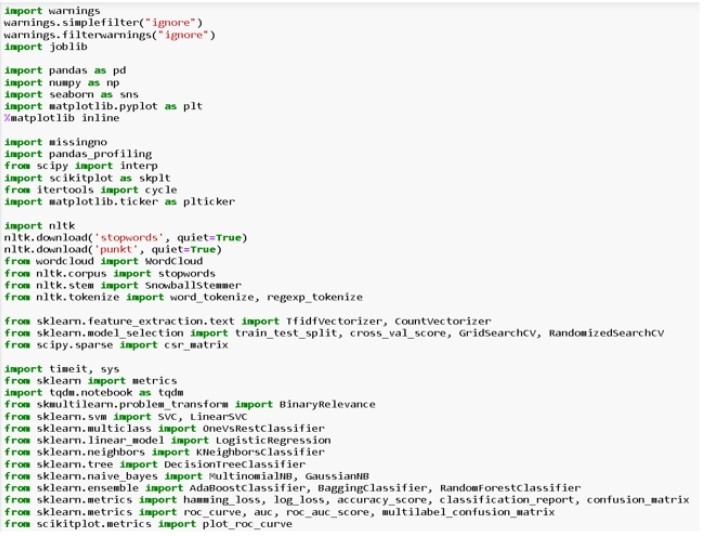 import warnings
warnings.simplefilter("ignore")
warnings.filterwarnings("ignore")
import joblib
import pandas as pd
import numpy as np
import seaborn as sns
import matplotlib.pyplot as plt
%matplotlib inline
import missingno
import pandas_profiling
from scipy import interp
import scikitplot as skplt
from itertools import cycle
import matplotlib.ticker as plticker
import nltk
nltk.download('stopwords', quiet=True)
nltk.download('punkt', quiet=True)
from wordcloud import WordCloud
from nltk.corpus import stopwords
from nltk.stem import SnowballStemmer
from nltk.tokenize import word_tokenize, regexp_tokenize
from sklearn.feature_extraction.text import TfidfVectorizer, CountVectorizer
from sklearn.model_selection import train_test_split, cross_val_score, GridSearchCV, RandomizedSearchCV
from scipy.sparse import csr_matrix
import timeit, sys
from sklearn import metrics
import tqdm.notebook as tqdm
from skmultilearn.problem_transform import BinaryRelevance
from sklearn.svm import SVC, LinearSVC
from sklearn.multiclass import OneVsRestClassifier
from sklearn.linear_model import LogisticRegression
from sklearn.neighbors import KNeighborsClassifier
from sklearn.tree import DecisionTreeClassifier
from sklearn.naive_bayes import MultinomialNB, GaussianNB
from sklearn.ensemble import AdaBoostClassifier, BaggingClassifier, RandomForestClassifier
from sklearn.metrics import hamming_loss, log_loss, accuracy_score, classification_report, confusion_matrix
from sklearn.metrics import roc_curve, auc, roc_auc_score, multilabel_confusion_matrix
from scikitplot.metrics import plot_roc_curve